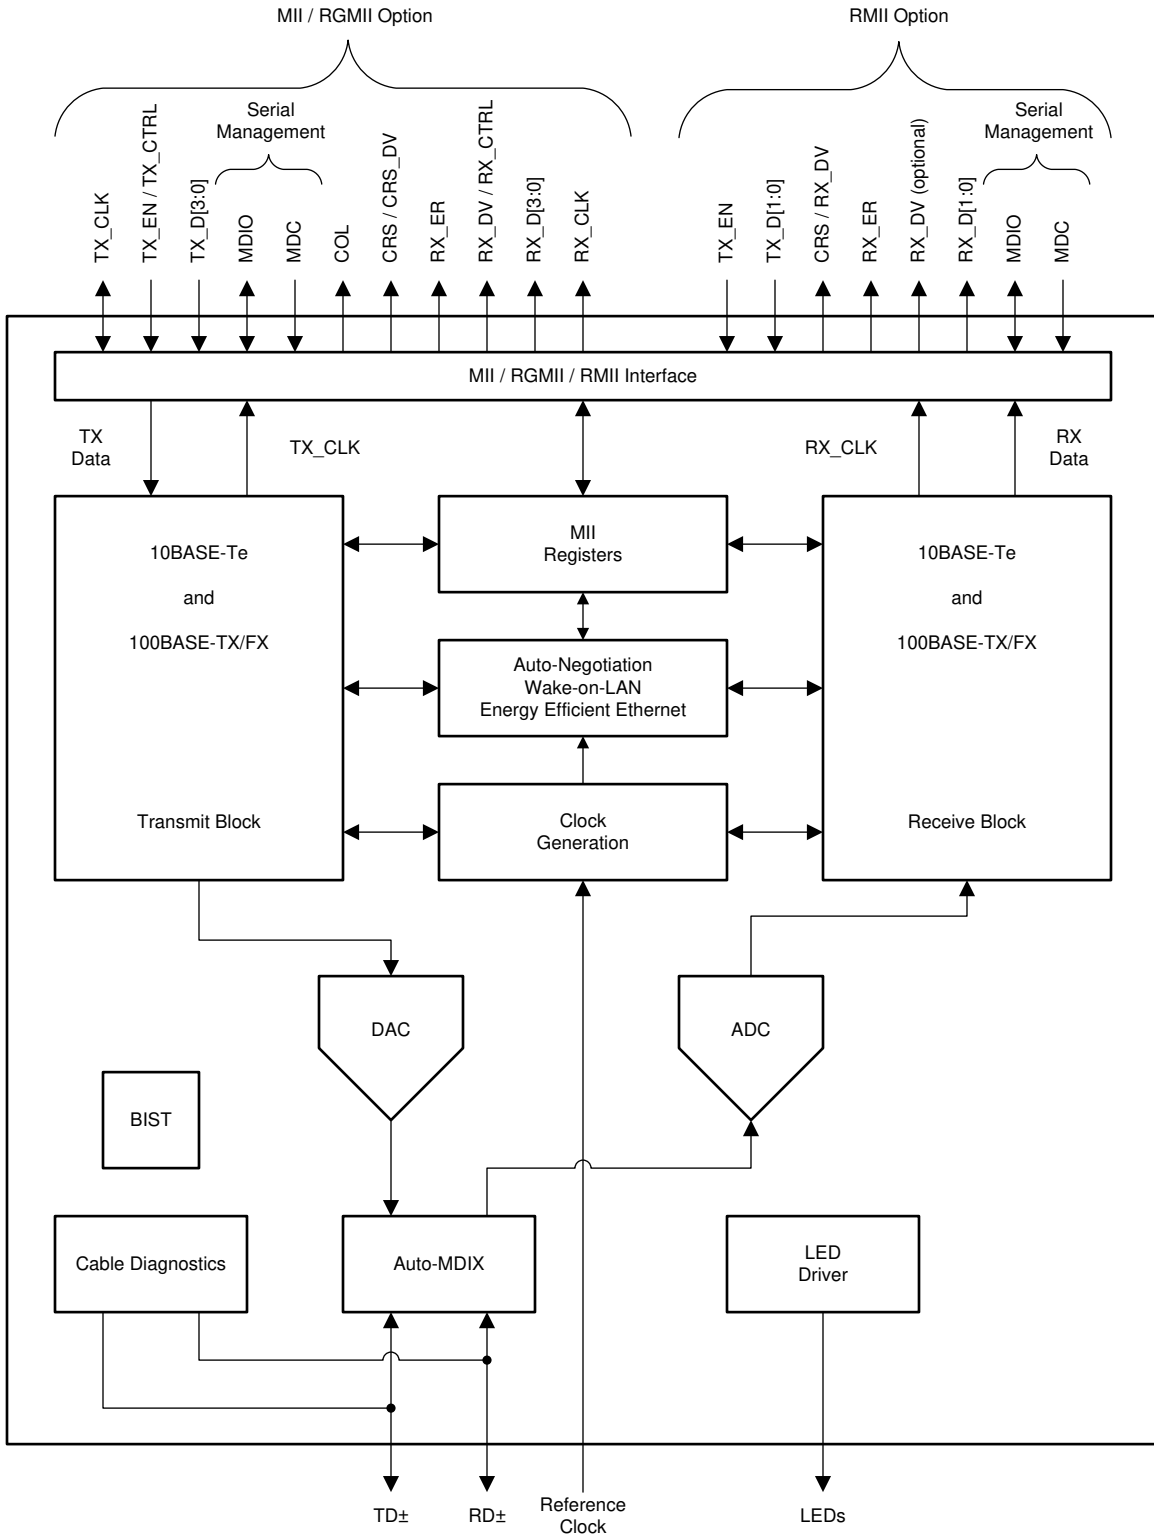 MII / RGMII Option
RMII Option
Serial
Management
Serial
Management
TX_CLK
TX_EN / TX_CTRL
TX_D[3:0]
MDIO
MDC
COL
CRS / CRS_DV
RX_ER
RX_DV / RX_CTRL
RX_D[3:0]
RX_CLK
TX_EN
TX_D[1:0]
CRS / RX_DV
RX_ER
RX_DV (optional)
RX_D[1:0]
MDIO
MDC
MII / RGMII / RMII Interface
TX
Data
TX_CLK
RX_CLK
RX
Data
10BASE-Te
and
100BASE-TX/FX
Transmit Block
MII
Registers
Auto-Negotiation
Wake-on-LAN
Energy Efficient Ethernet
Clock
Generation
10BASE-Te
and
100BASE-TX/FX
Receive Block
DAC
ADC
BIST
Cable Diagnostics
Auto-MDIX
LED
Driver
TD±
RD±
Reference
Clock
LEDs